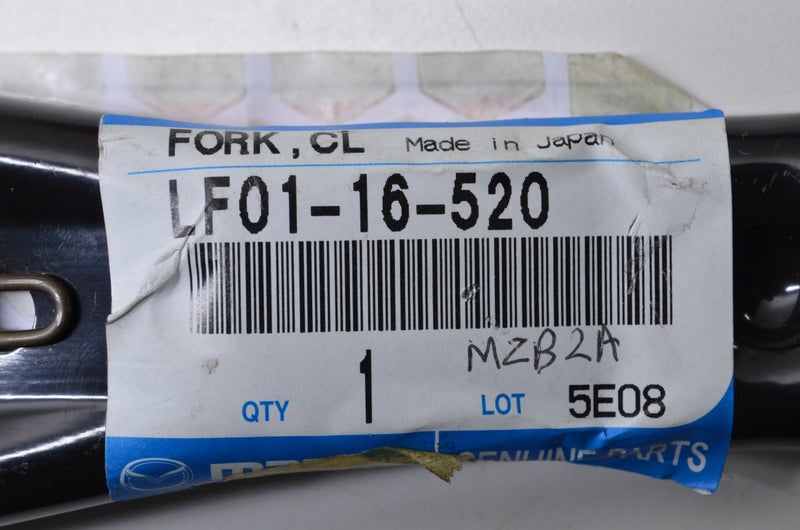 FORK, CL Made in Japan
LF01-16-520
MZB2A
QTY 1 LOT 5E08
GENUINE PARTS